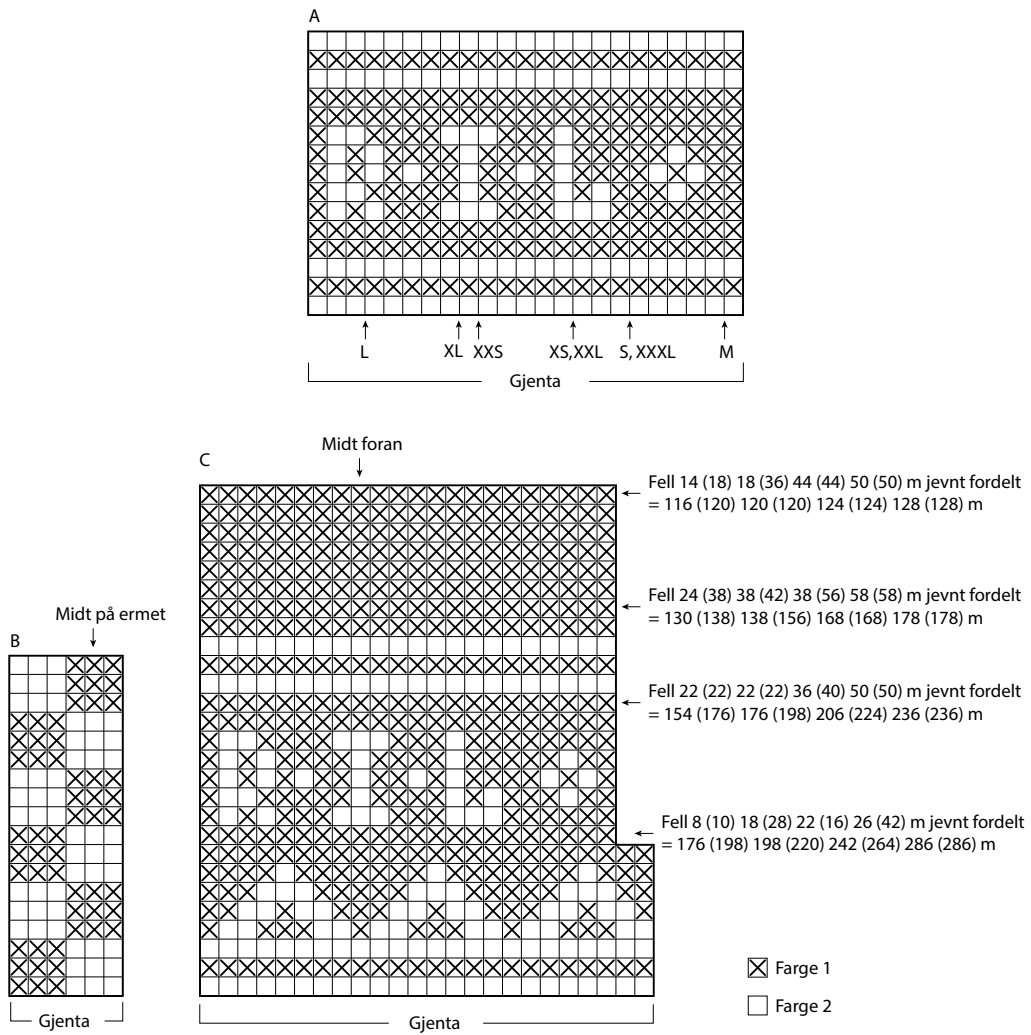 A
L
XL
XXS
XS,XXL
S, XXXL
M
Gjenta
Midt foran
C
Fell 14 (18) 18 (36) 44 (44) 50 (50) m jevnt fordelt
= 116 (120) 120 (120) 124 (124) 128 (128) m
Fell 24 (38) 38 (42) 38 (56) 58 (58) m jevnt fordelt
= 130 (138) 138 (156) 168 (168) 178 (178) m
Midt på ermet
B
Fell 22 (22) 22 (22) 36 (40) 50 (50) m jevnt fordelt
= 154 (176) 176 (198) 206 (224) 236 (236) m
Fell 8 (10) 18 (28) 22 (16) 26 (42) m jevnt fordelt
= 176 (198) 198 (220) 242 (264) 286 (286) m
Farge 1
Farge 2
Gjenta
Gjenta